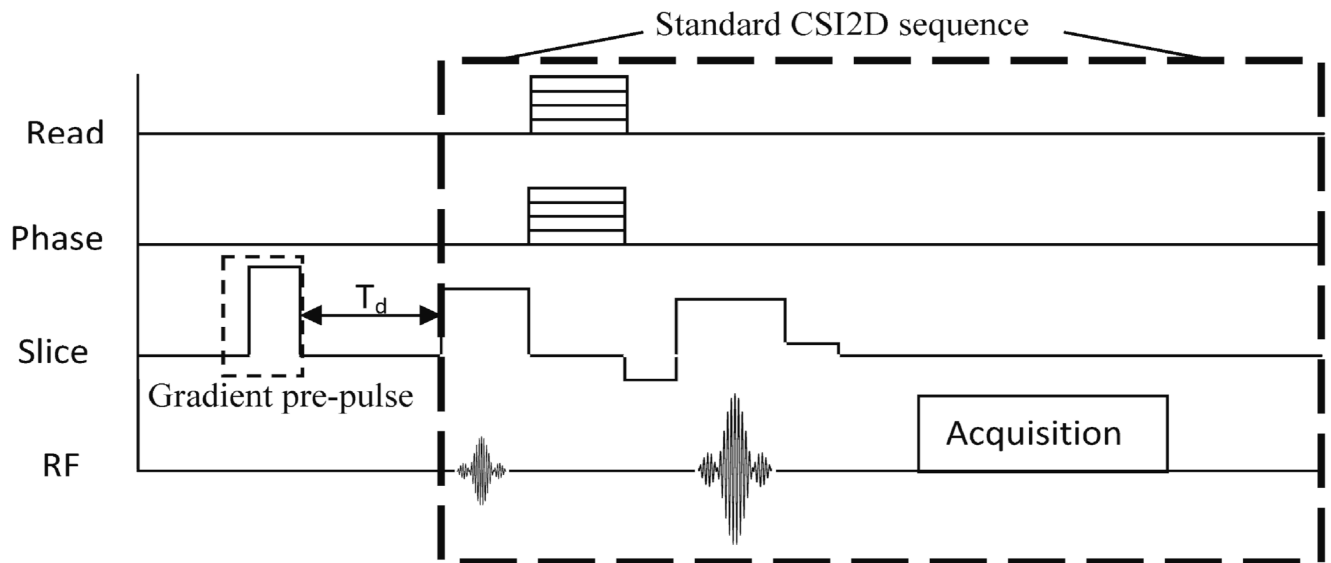 Standard CSI2D sequence
Read
Phase
Td
Slice
Gradient pre-pulse
RF
Acquisition